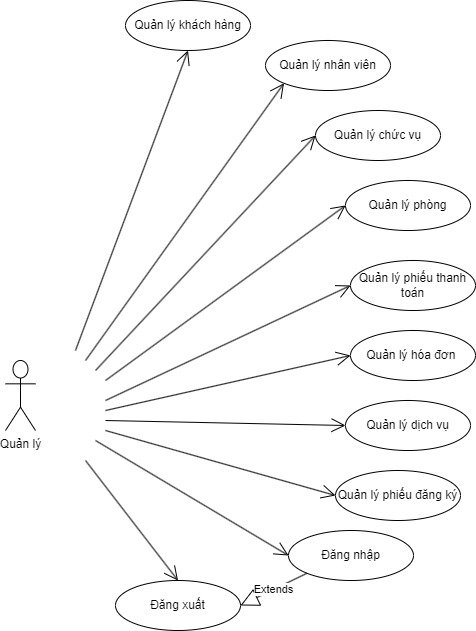 Quản lý khách hàng
Quản lý nhân viên
Quản lý chức vụ
Quản lý phòng
Quản lý phiếu thanh
toán
Quản lý hóa đơn
Quản lý dịch vụ
Quản lý
Quản lý phiếu đăng ký
Đăng nhập
Extends
Đăng xuất